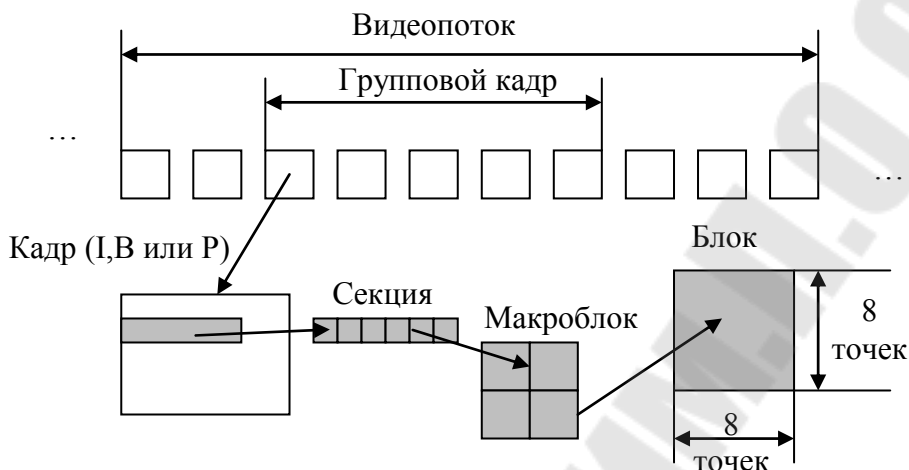 Видеопоток
Групповой кадр
...
...
Кадр (I,B или P)
Блок
Секция
Макроблок
8
точек
8
точек